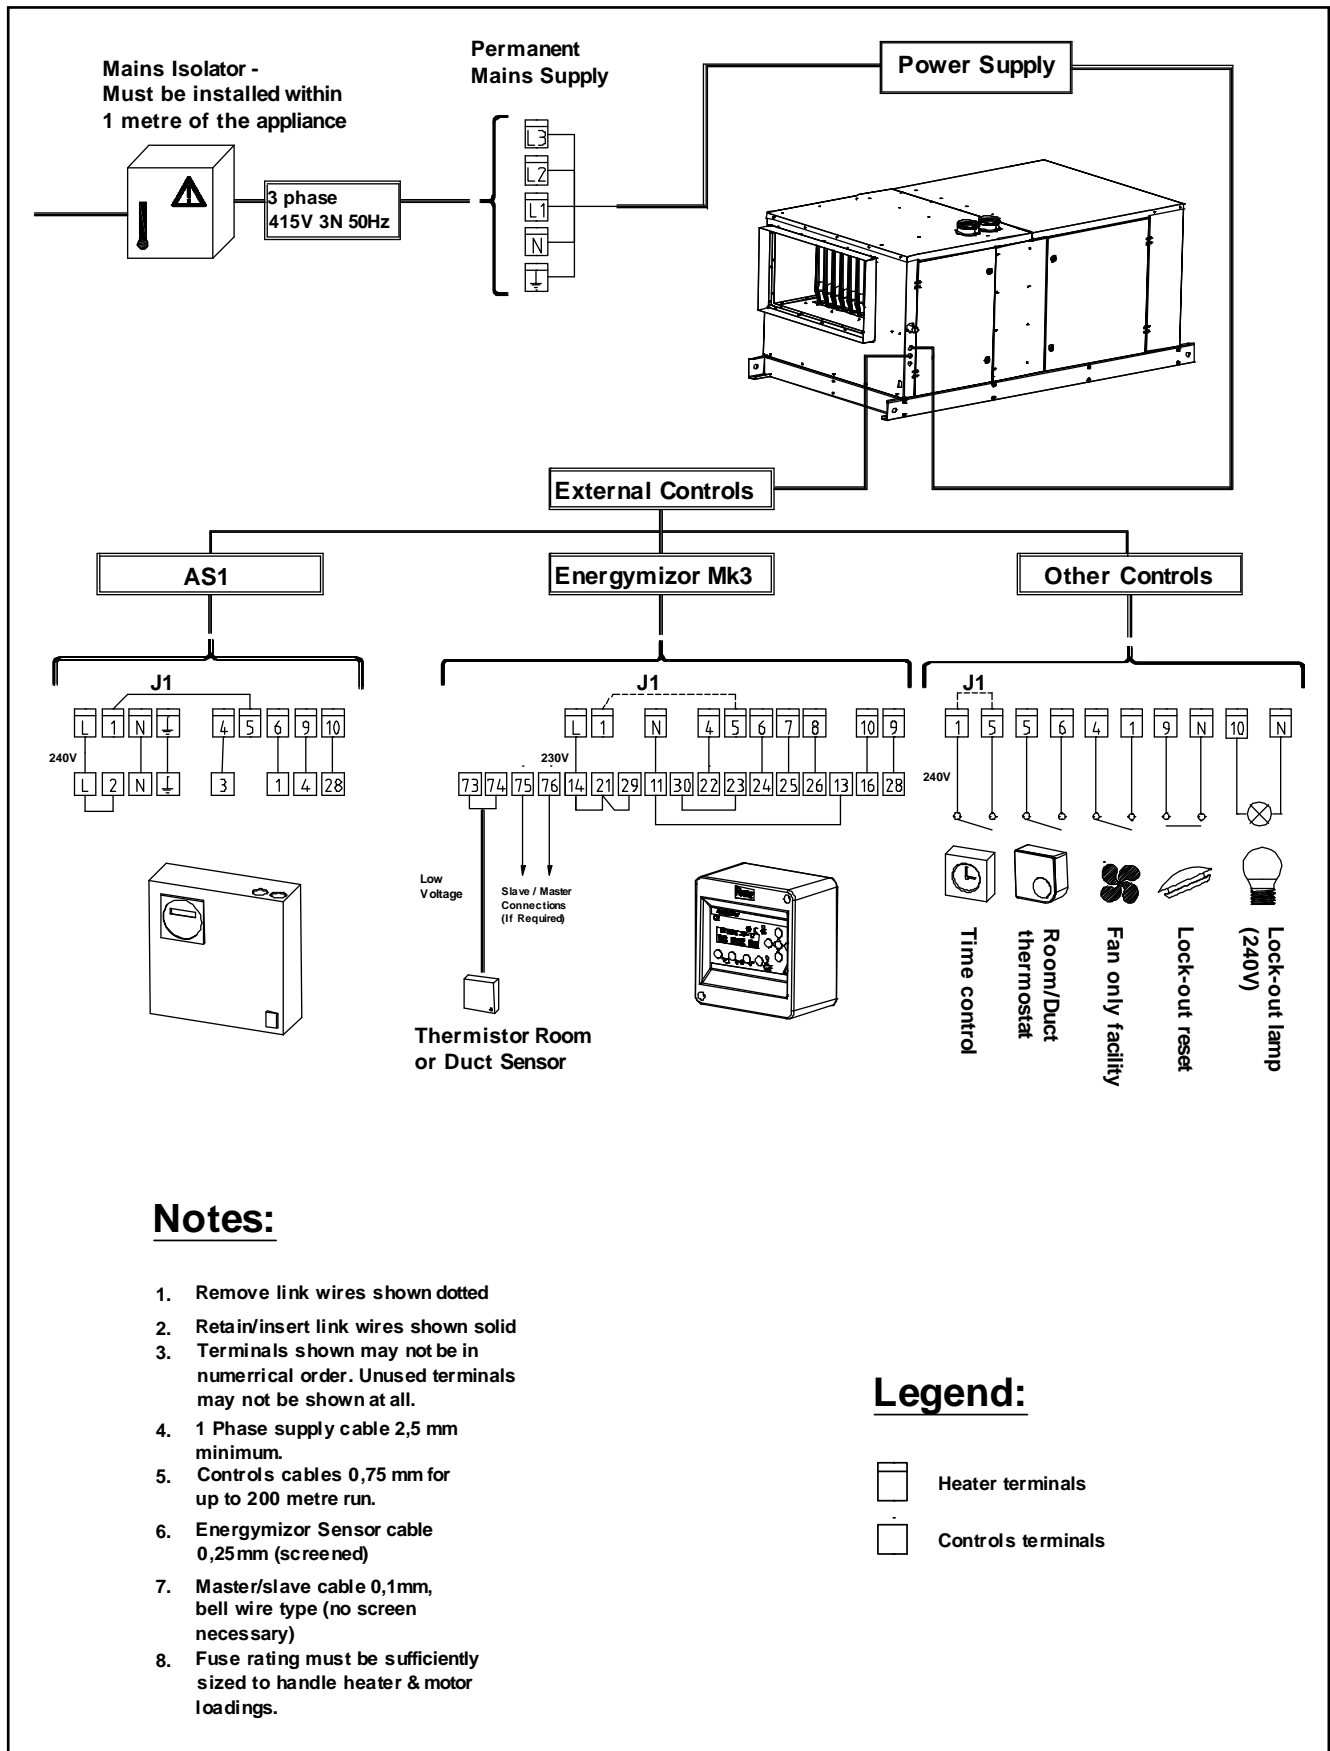 Mains Isolator -
Must be installed within
1 metre of the appliance
Permanent
Mains Supply
Power Supply
3 phase
415V 3N 50Hz
L3
L2
L1
N
External Controls
AS1
Energymizor Mk3
Other Controls
J1
L 1 N 4 5 6 9 10
240V
L 2 N 3 1 4 28
J1
L 1 N 4 5 6 7 8 10 9
230V
73 74 75 76 14 21 29 11 30 22 23 24 25 26 13 16 28
Low
Voltage
Slave / Master
Connections
(If Required)
Thermistor Room
or Duct Sensor
J1
1 5 5 6 4 1 9 N 10 N
240V
Time control
Room/Duct
thermostat
Fan only facility
Lock-out reset
Lock-out lamp
(240V)
Notes:
1. Remove link wires shown dotted
2. Retain/insert link wires shown solid
3. Terminals shown may not be in
numerrical order. Unused terminals
may not be shown at all.
4. 1 Phase supply cable 2,5 mm
minimum.
5. Controls cables 0,75 mm for
up to 200 metre run.
6. Energymizor Sensor cable
0,25mm (screened)
7. Master/slave cable 0,1mm,
bell wire type (no screen
necessary)
8. Fuse rating must be sufficiently
sized to handle heater & motor
loadings.
Legend:
Heater terminals
Controls terminals